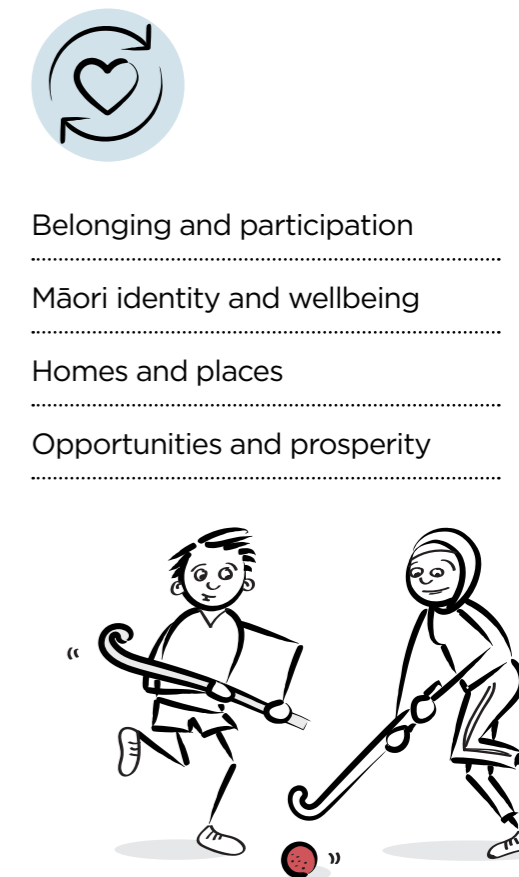 Belonging and participation
Māori identity and wellbeing
Homes and places
Opportunities and prosperity